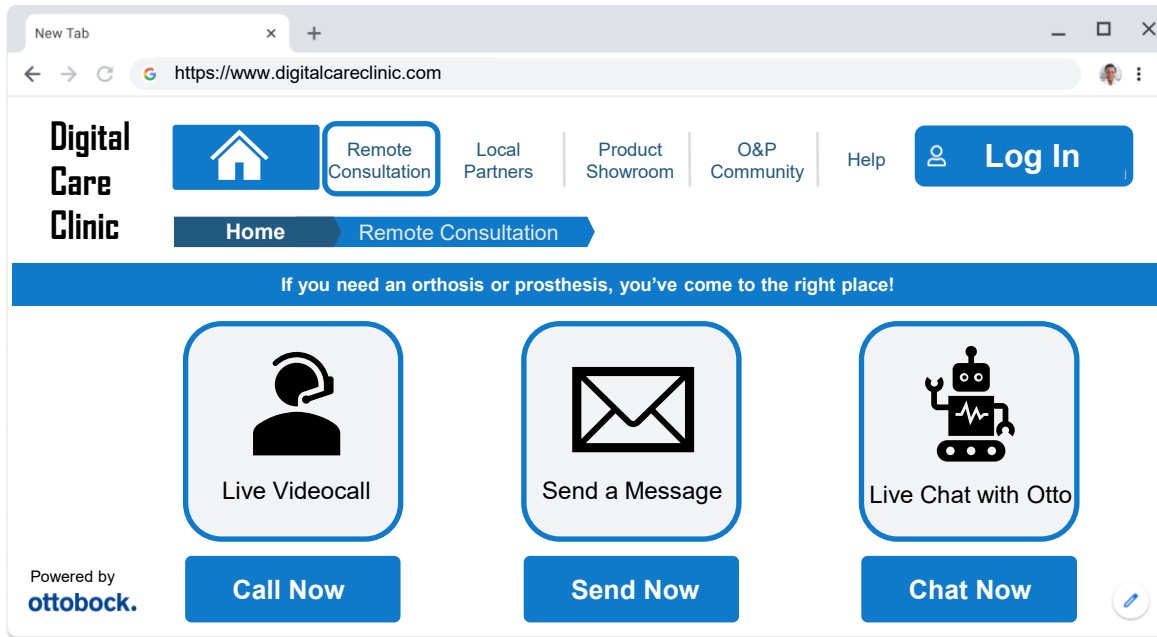 New Tab
https://www.digitalcareclinic.com
Digital
Care
Clinic
Remote
Consultation
Local
Partners
Product
Showroom
O&P
Community
Help
Log In
Home
Remote Consultation
If you need an orthosis or prosthesis, you’ve come to the right place!
Live Videocall
Send a Message
Live Chat with Otto
Call Now
Send Now
Chat Now
Powered by
ottobock.